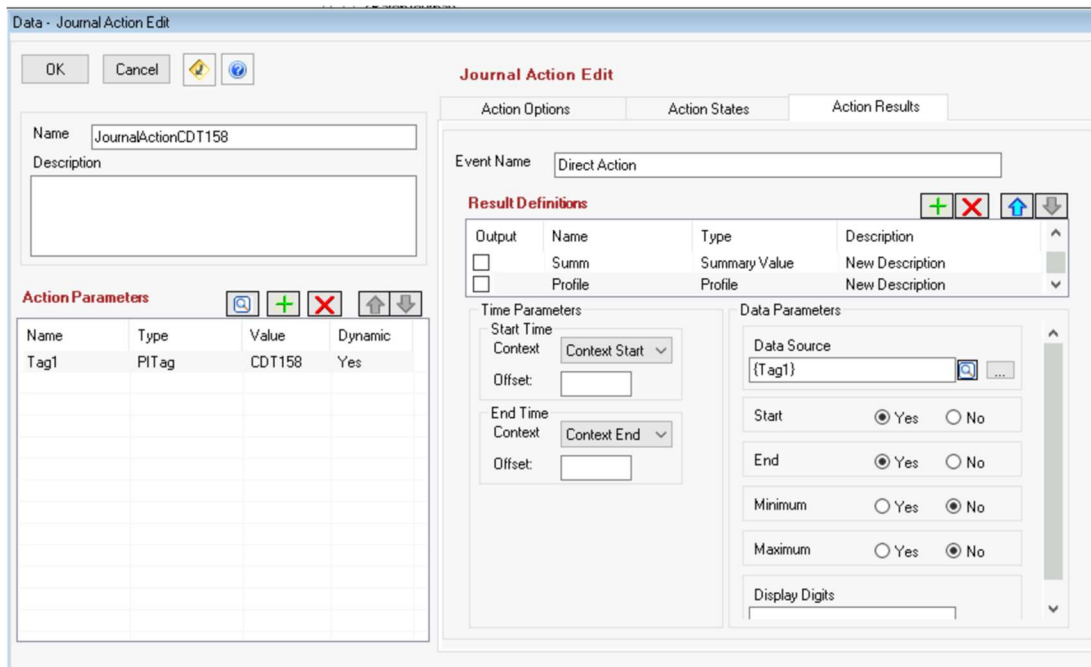 Data - Journal Action Edit
OK Cancel
Journal Action Edit
Action Options Action States Action Results
Name JournalActionCDT158
Description
Event Name Direct Action
Result Definitions
Output Name Type Description
Summ Summary Value New Description
Profile Profile New Description
Action Parameters
Name Type Value Dynamic
Tag1 PITag CDT158 Yes
Time Parameters
Start Time
Context Context Start
Offset:
End Time
Context Context End
Offset:
Data Parameters
Data Source
{Tag1} ...
Start Yes No
End Yes No
Minimum Yes No
Maximum Yes No
Display Digits